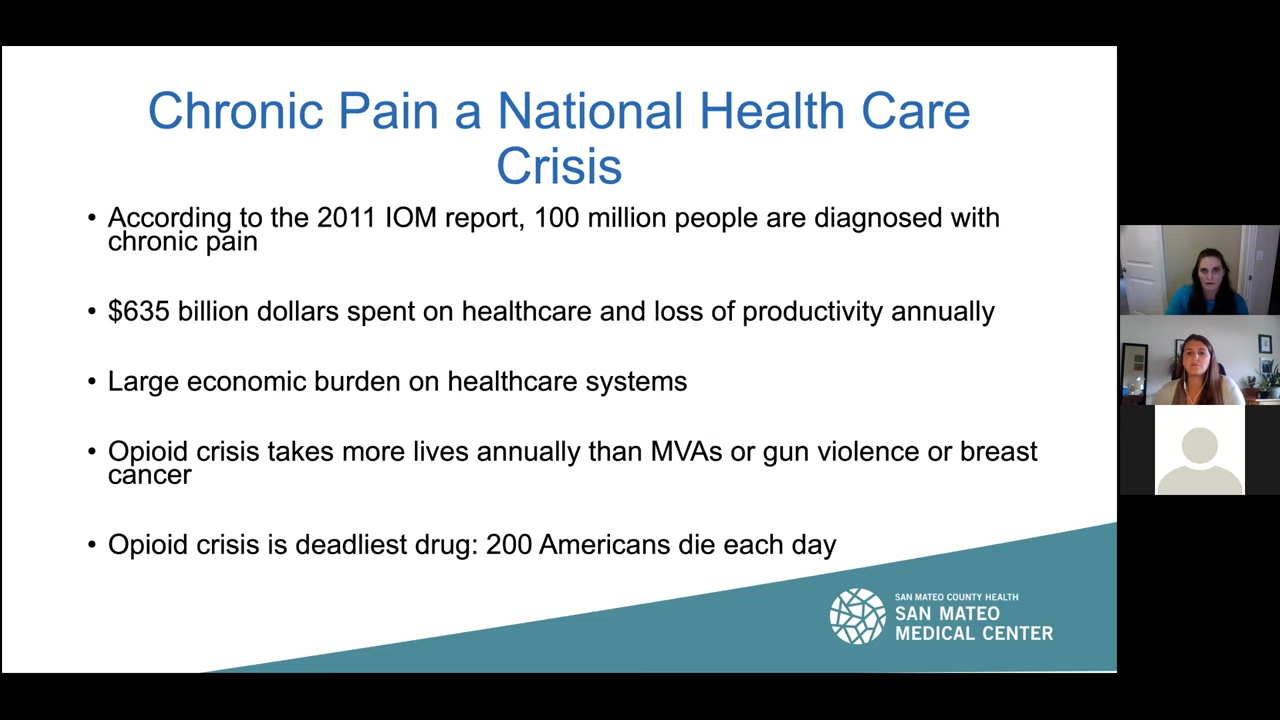 Chronic Pain a National Health Care
Crisis
• According to the 2011 IOM report, 100 million people are diagnosed with
chronic pain
• $635 billion dollars spent on healthcare and loss of productivity annually
• Large economic burden on healthcare systems
• Opioid crisis takes more lives annually than MVAs or gun violence or breast
cancer
• Opioid crisis is deadliest drug: 200 Americans die each day
SAN MATEO COUNTY HEALTH
SAN MATEO
MEDICAL CENTER